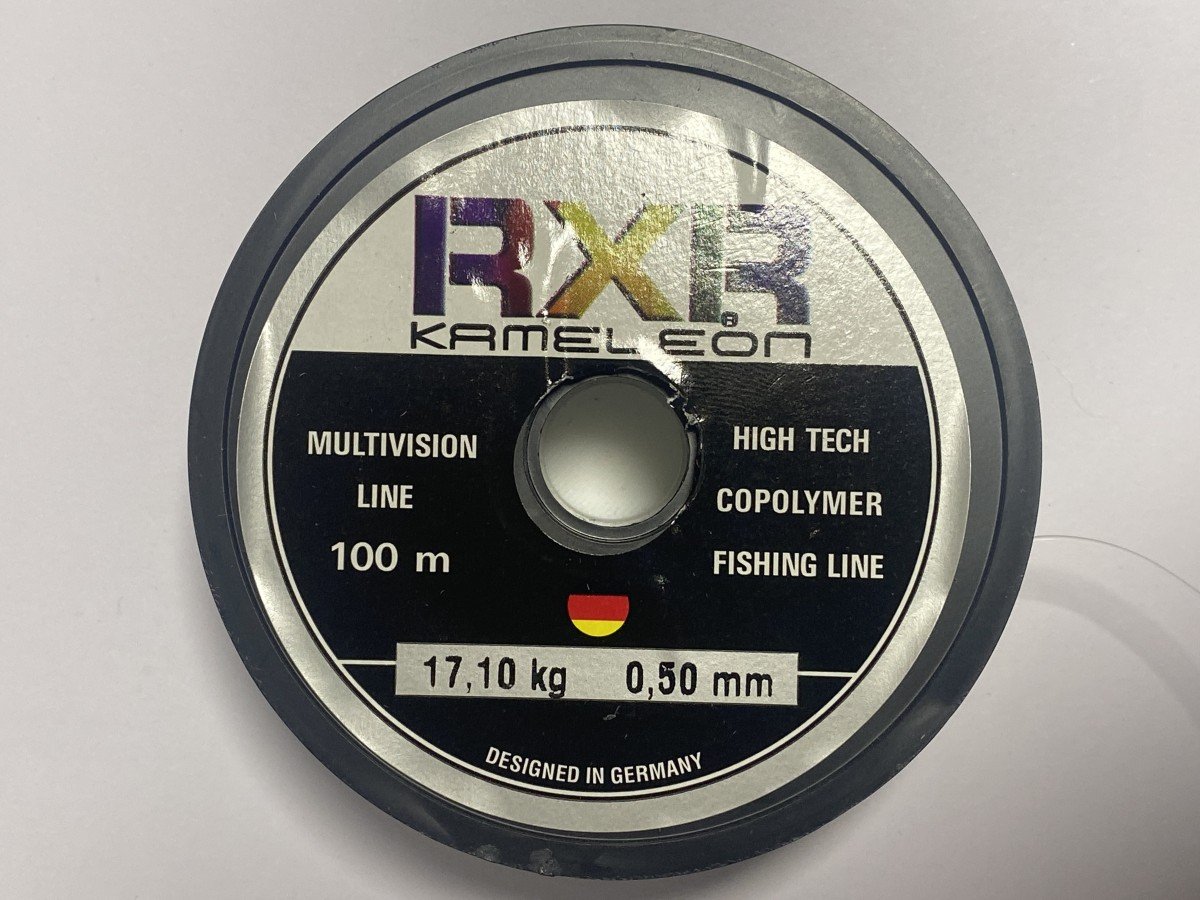 RXR
KAMELEON ®
MULTIVISION
LINE
100 m
HIGH TECH
COPOLYMER
FISHING LINE
17,10 kg 0,50 mm
DESIGNED IN GERMANY